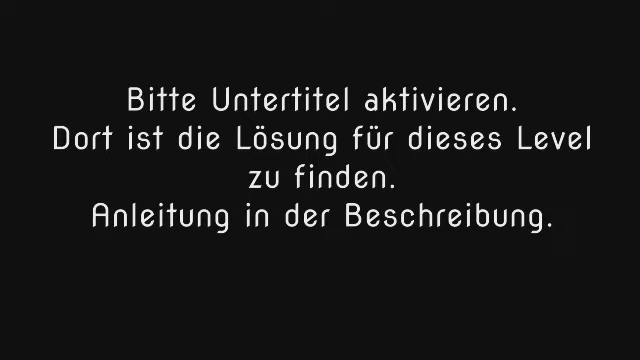 Bitte Untertitel aktivieren.
Dort ist die Lösung für dieses Level
zu finden.
Anleitung in der Beschreibung.